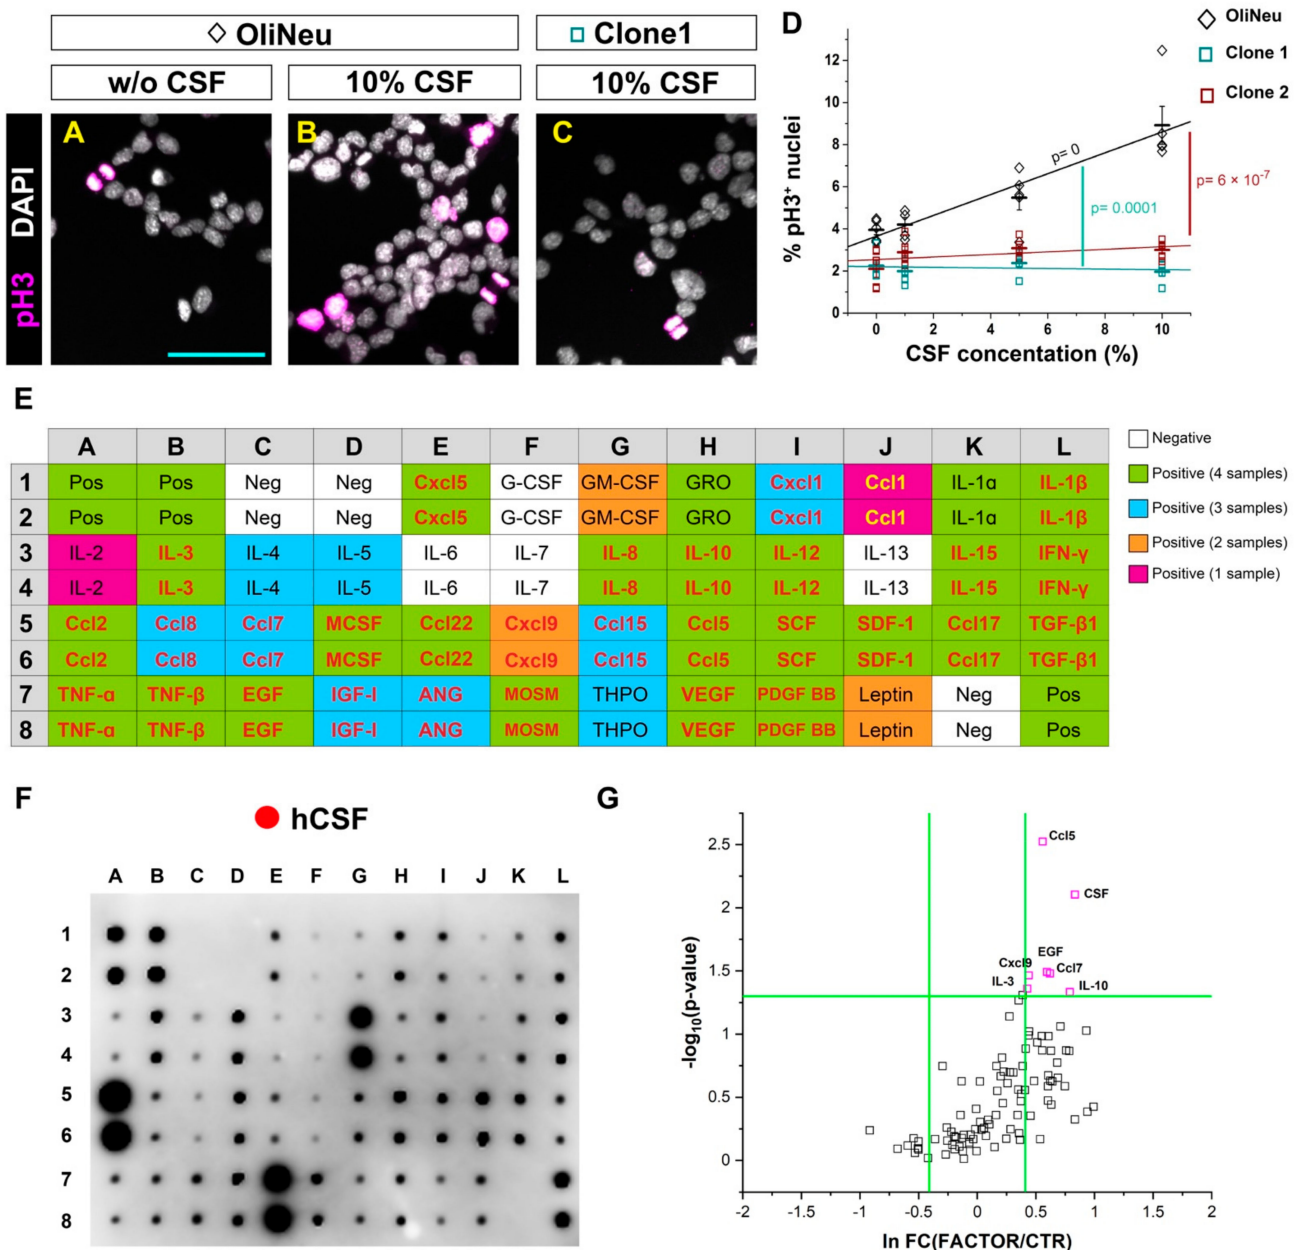 ◇ OliNeu
□ Clone1
w/o CSF
10% CSF
10% CSF
pH3 DAPI
A
B
C
D
◇ OliNeu
□ Clone 1
□ Clone 2
% pH3⁺ nuclei
12
10
8
6
4
2
0
p= 0
p= 0.0001
p= 6 × 10⁻⁷
0 2 4 6 8 10
CSF concentation (%)
E
A B C D E F G H I J K L
1 Pos Pos Neg Neg Cxcl5 G-CSF GM-CSF GRO Cxcl1 Ccl1 IL-1α IL-1β
2 Pos Pos Neg Neg Cxcl5 G-CSF GM-CSF GRO Cxcl1 Ccl1 IL-1α IL-1β
3 IL-2 IL-3 IL-4 IL-5 IL-6 IL-7 IL-8 IL-10 IL-12 IL-13 IL-15 IFN-γ
4 IL-2 IL-3 IL-4 IL-5 IL-6 IL-7 IL-8 IL-10 IL-12 IL-13 IL-15 IFN-γ
5 Ccl2 Ccl8 Ccl7 MCSF Ccl22 Cxcl9 Ccl15 Ccl5 SCF SDF-1 Ccl17 TGF-β1
6 Ccl2 Ccl8 Ccl7 MCSF Ccl22 Cxcl9 Ccl15 Ccl5 SCF SDF-1 Ccl17 TGF-β1
7 TNF-α TNF-β EGF IGF-I ANG MOSM THPO VEGF PDGF BB Leptin Neg Pos
8 TNF-α TNF-β EGF IGF-I ANG MOSM THPO VEGF PDGF BB Leptin Neg Pos
Negative
Positive (4 samples)
Positive (3 samples)
Positive (2 samples)
Positive (1 sample)
F
hCSF
A B C D E F G H I J K L
1
2
3
4
5
6
7
8
G
-log₁₀(p-value)
2.5
2
1.5
1
0.5
0
Ccl5
CSF
EGF
Cxcl9
Ccl7
IL-3
IL-10
-2 -1.5 -1 -0.5 0 0.5 1 1.5 2
ln FC(FACTOR/CTR)